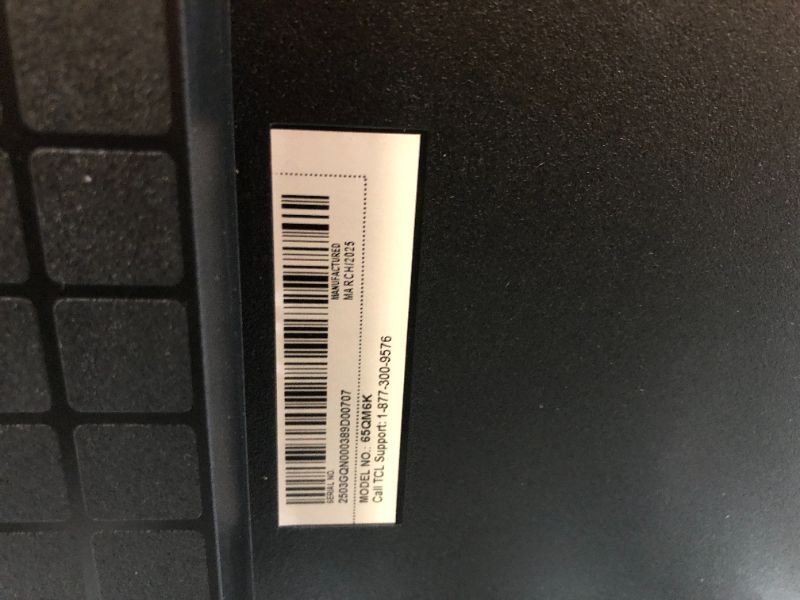 SERIAL NO.
2503GQN000389D00707
MANUFACTURED
MARCH/2025
MODEL NO.: 65QM6K
Call TCL Support: 1-877-300-9576